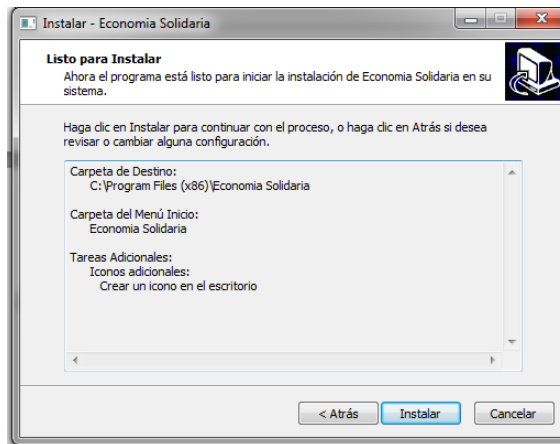 Instalar - Economia Solidaria
Listo para Instalar
Ahora el programa está listo para iniciar la instalación de Economia Solidaria en su
sistema.
Haga clic en Instalar para continuar con el proceso, o haga clic en Atrás si desea
revisar o cambiar alguna configuración.
Carpeta de Destino:
C:\Program Files (x86)\Economia Solidaria
Carpeta del Menú Inicio:
Economia Solidaria
Tareas Adicionales:
Iconos adicionales:
Crear un icono en el escritorio
< Atrás
Instalar
Cancelar